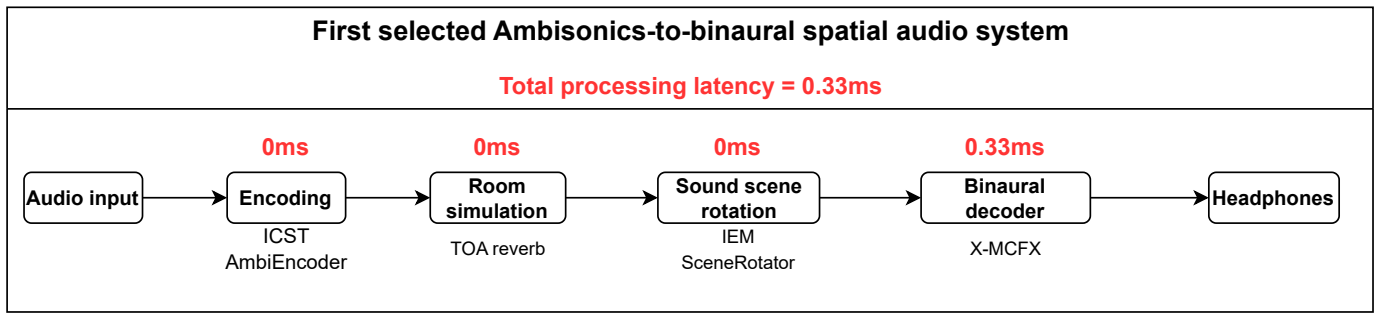 First selected Ambisonics-to-binaural spatial audio system
Total processing latency = 0.33ms
0ms
0ms
0ms
0.33ms
Audio input
Encoding
Room
simulation
Sound scene
rotation
Binaural
decoder
Headphones
ICST
AmbiEncoder
TOA reverb
IEM
SceneRotator
X-MCFX